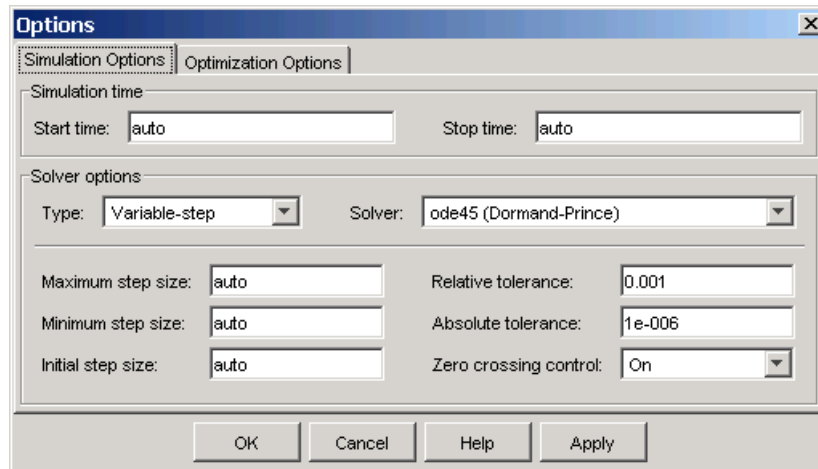 Options
Simulation Options Optimization Options
Simulation time
Start time: auto Stop time: auto
Solver options
Type: Variable-step Solver: ode45 (Dormand-Prince)
Maximum step size: auto Relative tolerance: 0.001
Minimum step size: auto Absolute tolerance: 1e-006
Initial step size: auto Zero crossing control: On
OK Cancel Help Apply